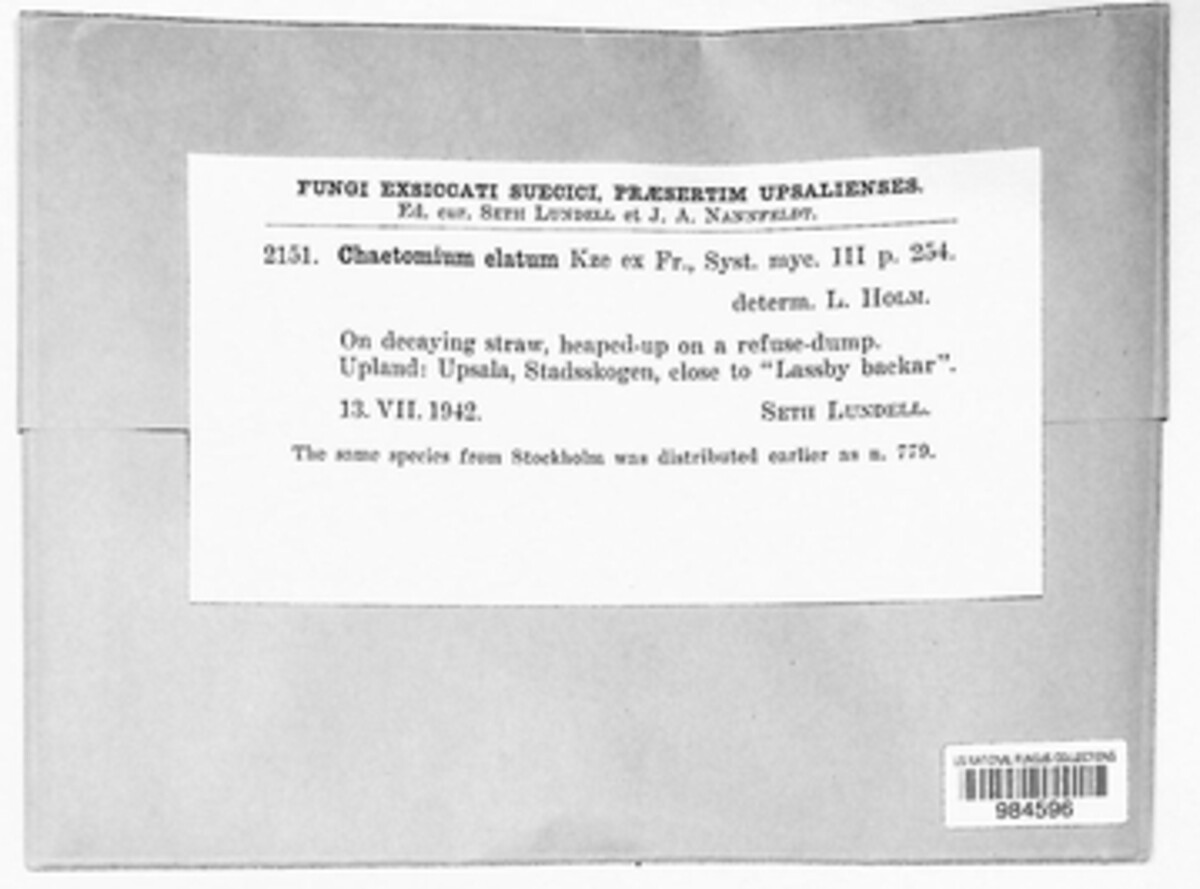 FUNGI EXSICCATI SUECICI, PRÆSERTIM UPSALIENSES.
Ed. cur. SETH LUNDELL et J. A. NANNFELDT.
2151. Chaetomium elatum Kze ex Fr., Syst. myc. III p. 254.
determ. L. HOLM.
On decaying straw, heaped-up on a refuse-dump.
Upland: Upsala, Stadsskogen, close to "Lassby backar".
13. VII. 1942. SETH LUNDELL.
The same species from Stockholm was distributed earlier as n. 779.
US NATIONAL FUNGUS COLLECTIONS
984596